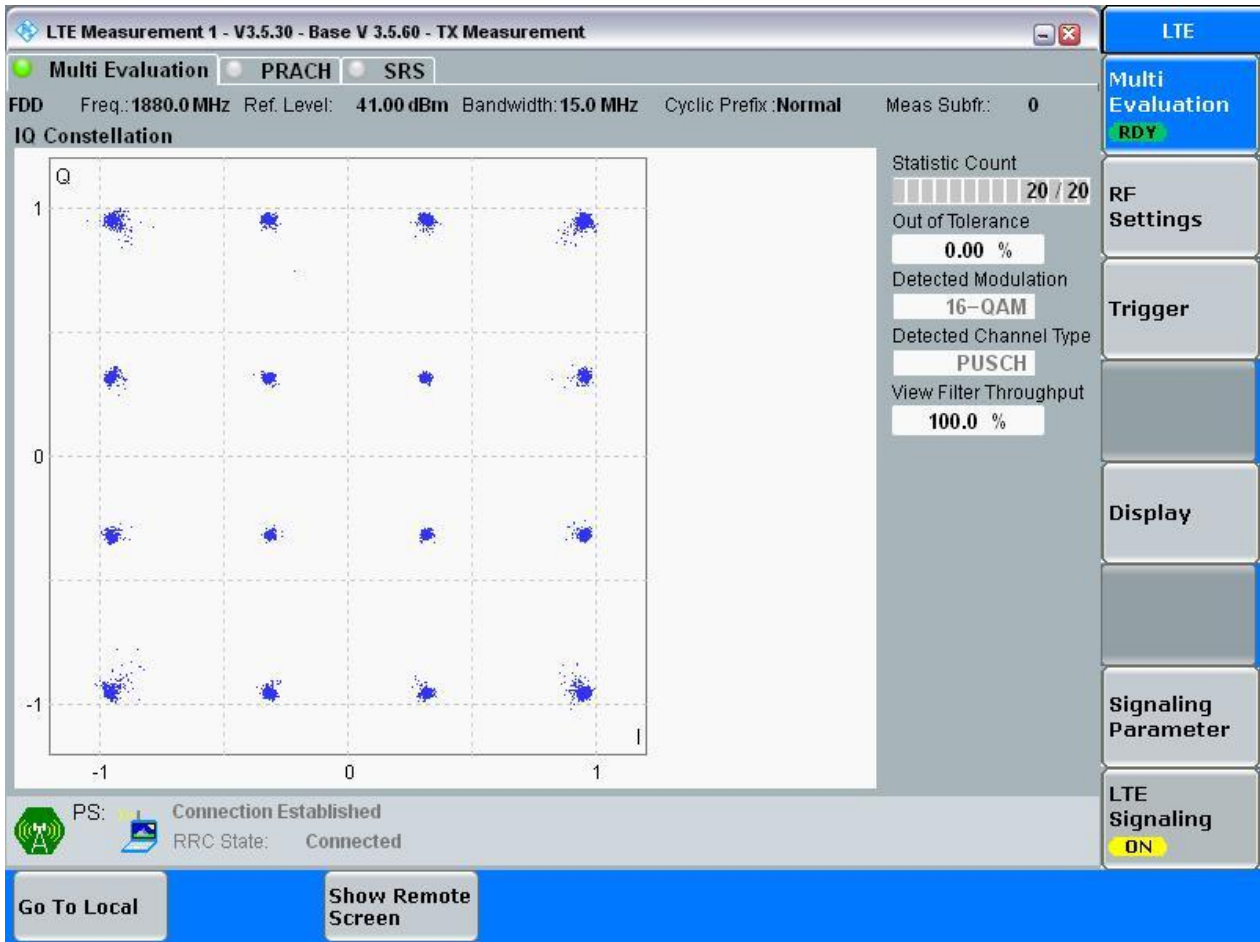 LTE Measurement 1 - V3.5.30 - Base V 3.5.60 - TX Measurement
LTE
Multi Evaluation PRACH SRS
FDD Freq.: 1880.0 MHz Ref. Level: 41.00 dBm Bandwidth: 15.0 MHz Cyclic Prefix : Normal Meas Subfr.: 0
IQ Constellation
Q
1
0
-1
I
-1 0 1
Statistic Count
20 / 20
Out of Tolerance
0.00 %
Detected Modulation
16-QAM
Detected Channel Type
PUSCH
View Filter Throughput
100.0 %
Multi
Evaluation
RDY
RF
Settings
Trigger
Display
Signaling
Parameter
LTE
Signaling
ON
PS: Connection Established
RRC State: Connected
Go To Local
Show Remote
Screen